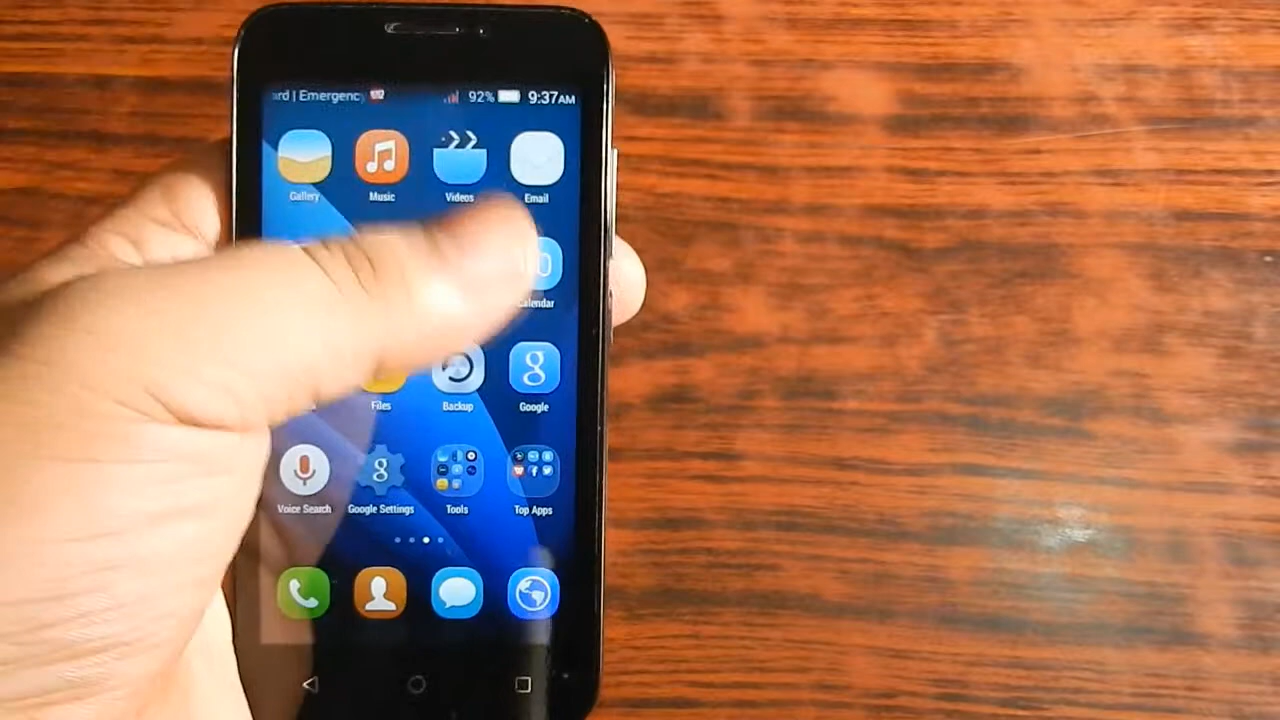 ard | Emergency 92% 9:37AM
Gallery Music Videos Email
Calendar
Files Backup Google
Voice Search Google Settings Tools Top Apps